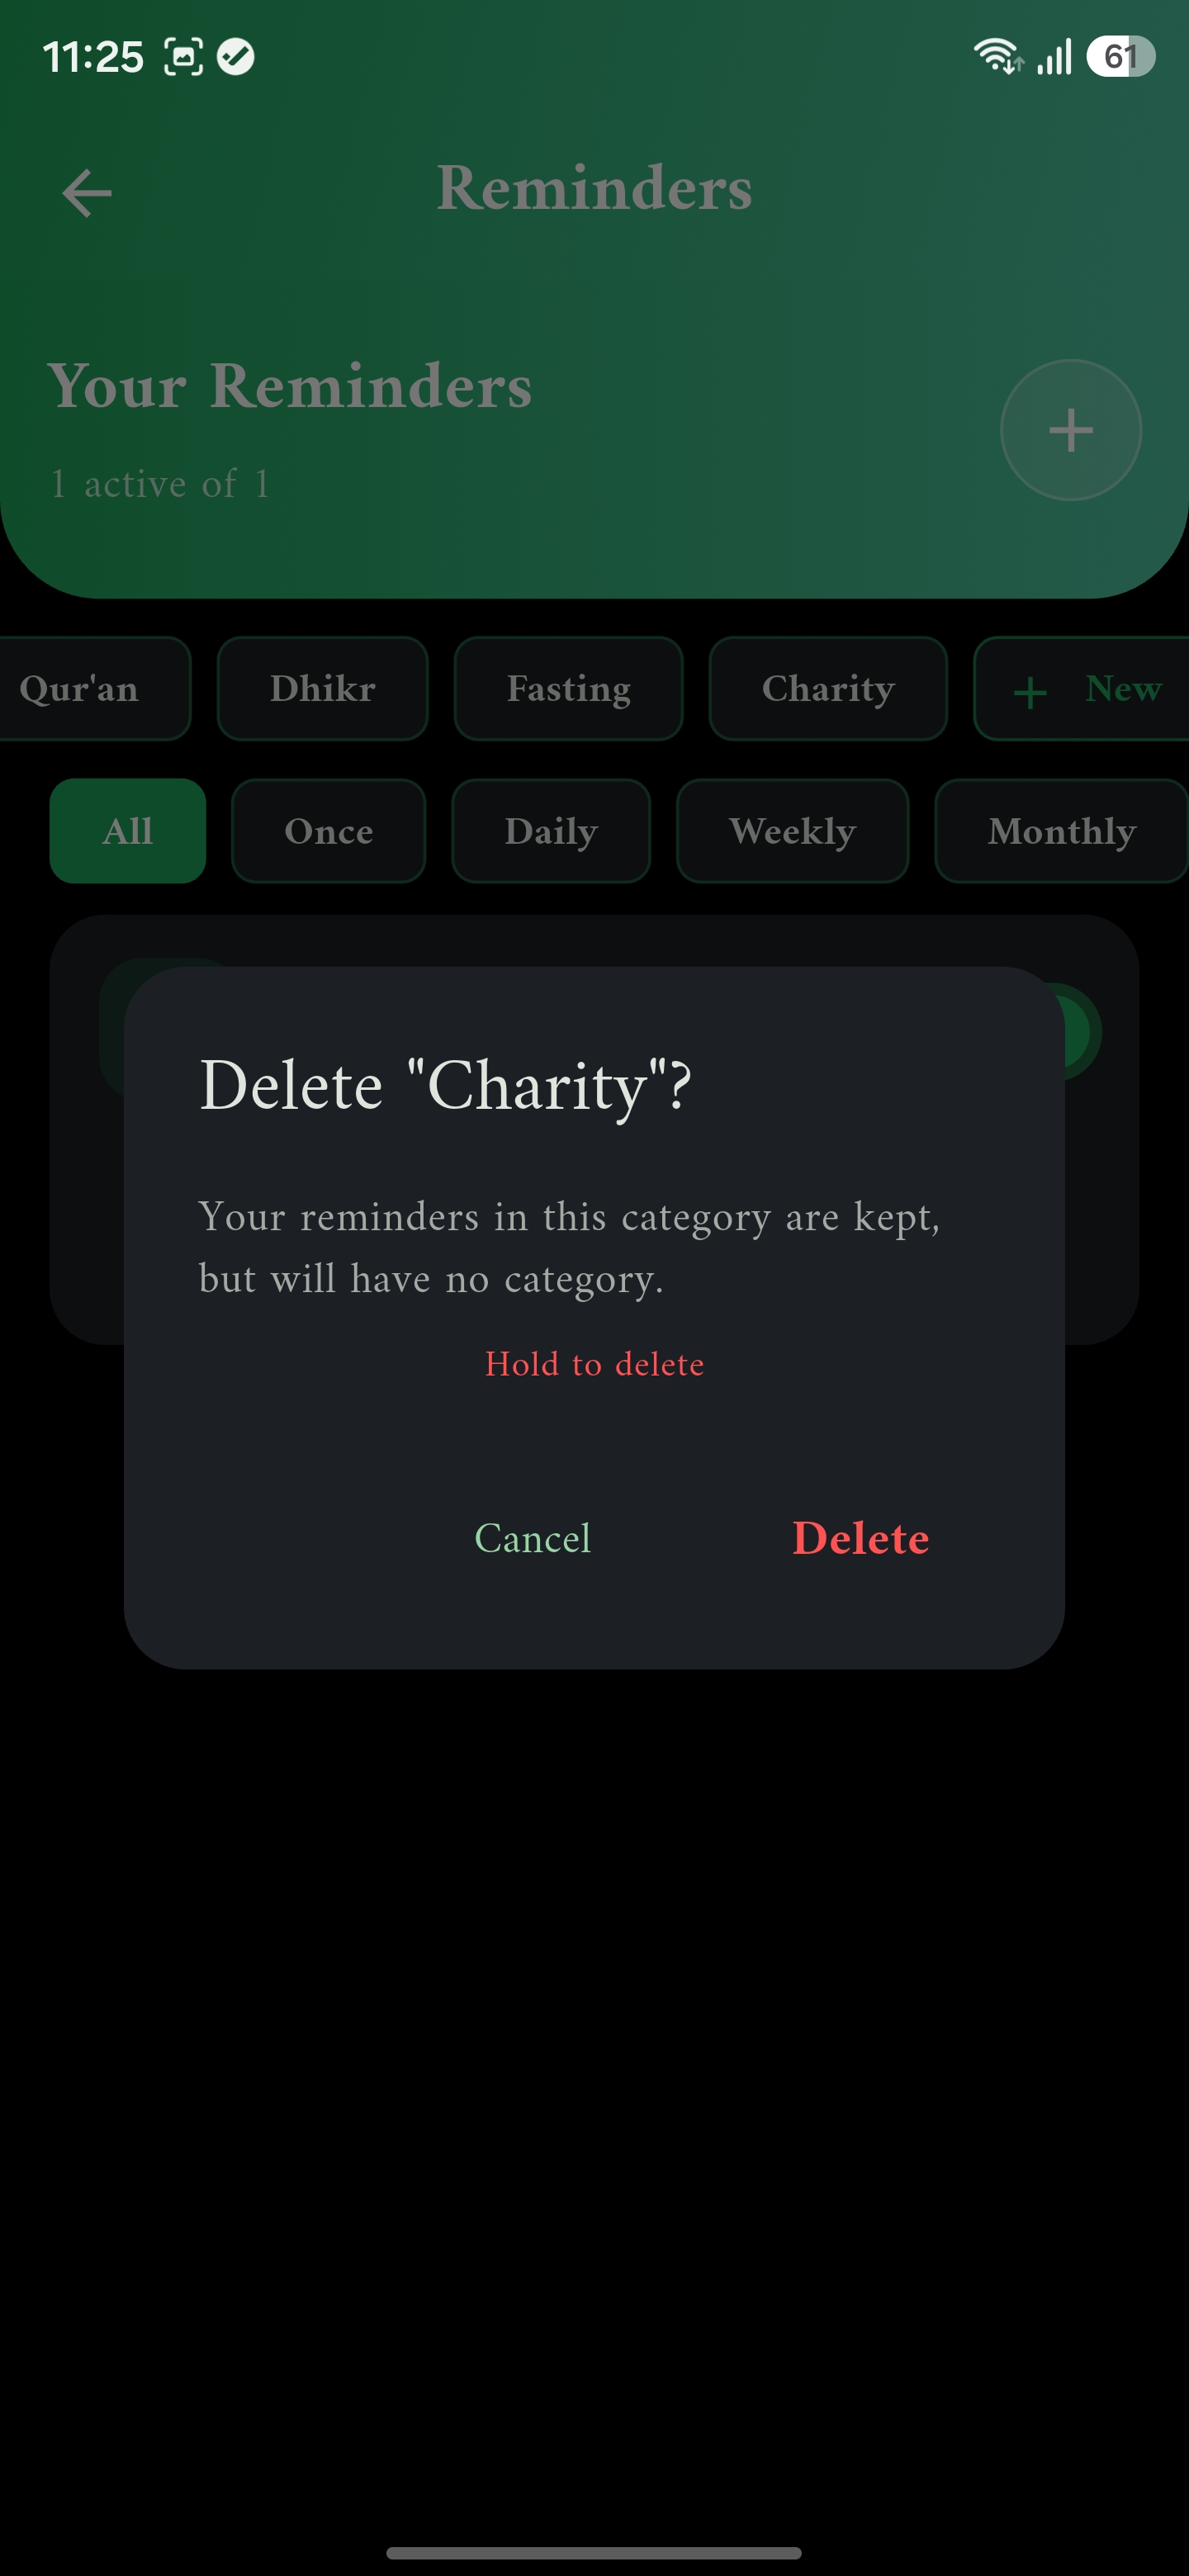 11:25
61
Reminders
Your Reminders
1 active of 1
Qur'an Dhikr Fasting Charity + New
All Once Daily Weekly Monthly
Delete "Charity"?
Your reminders in this category are kept,
but will have no category.
Hold to delete
Cancel Delete